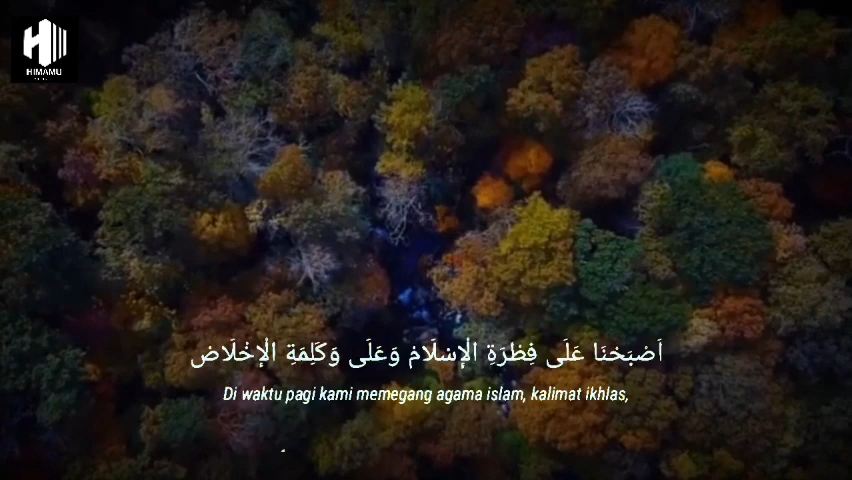 HIMAMU
اَصْبَحْنَا عَلَى فِطْرَةِ الْإِسْلَامْ وَعَلَى وَكَلِمَةِ الْإِخْلَاصْ
Di waktu pagi kami memegang agama islam, kalimat ikhlas,